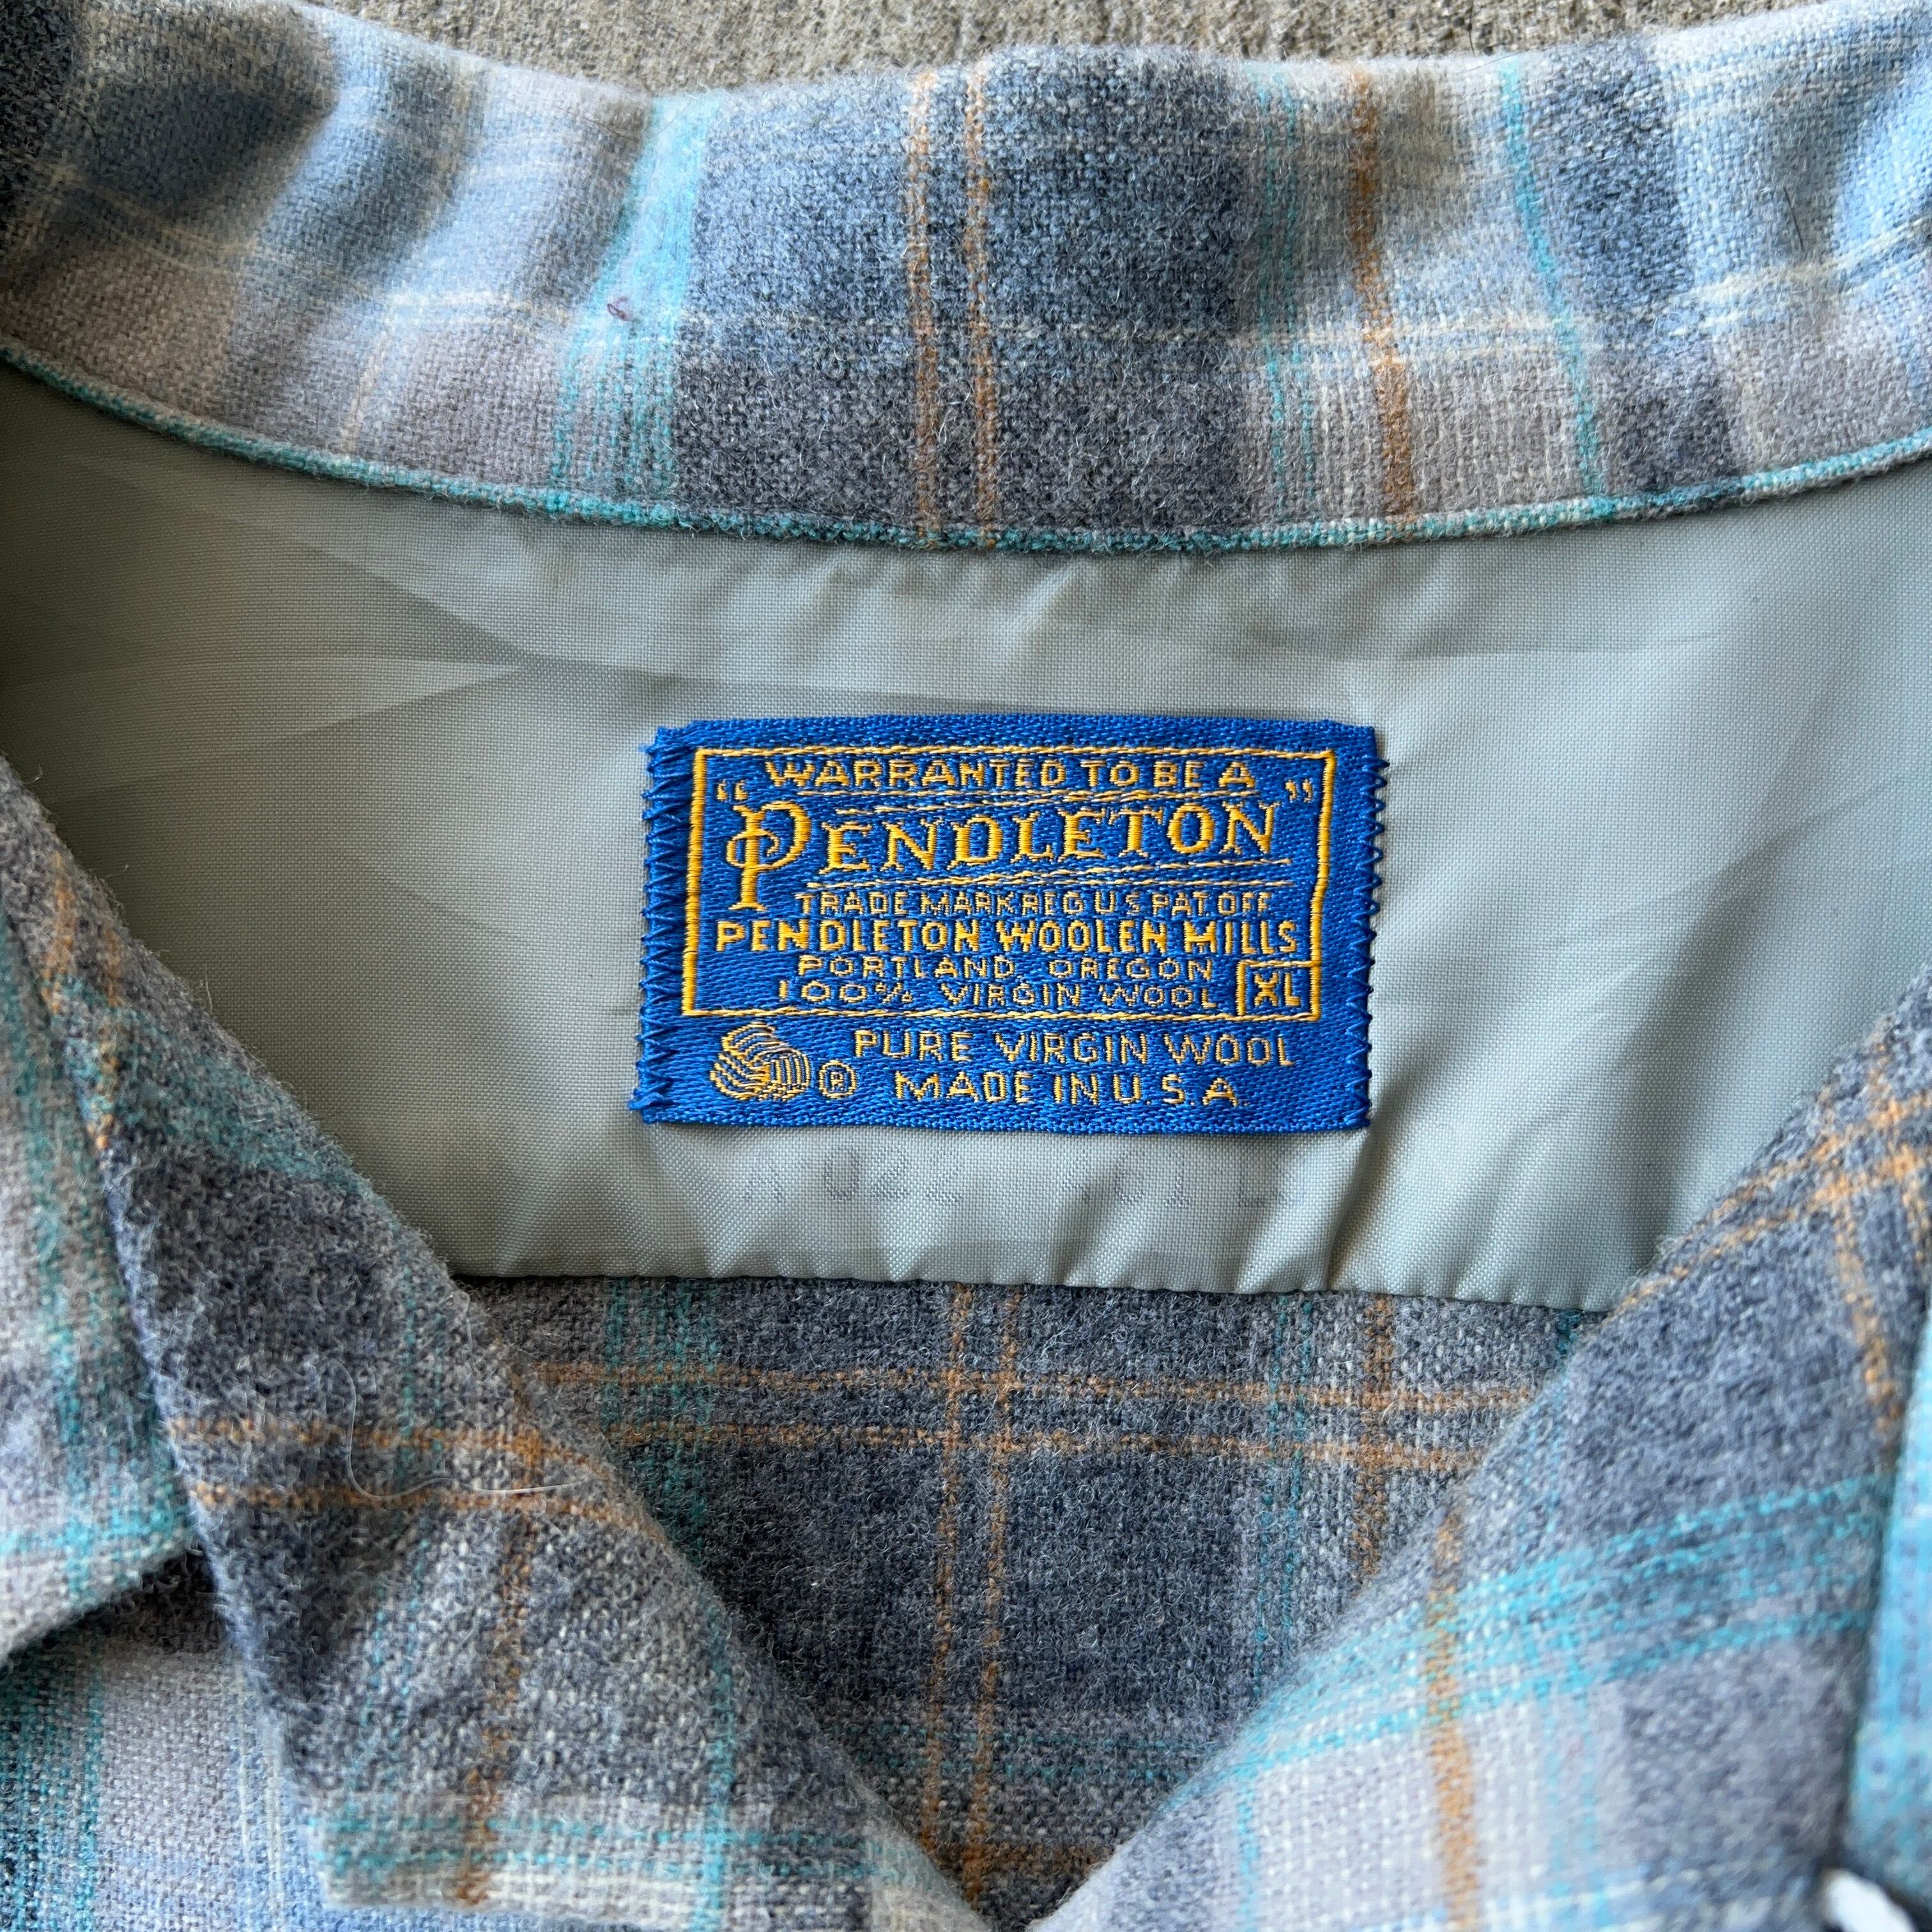 WARRANTED TO BE A
"PENDLETON"
TRADE MARK REG U S PAT. OFF.
PENDLETON WOOLEN MILLS
PORTLAND, OREGON
100% VIRGIN WOOL XL
® PURE VIRGIN WOOL
MADE IN U.S.A.